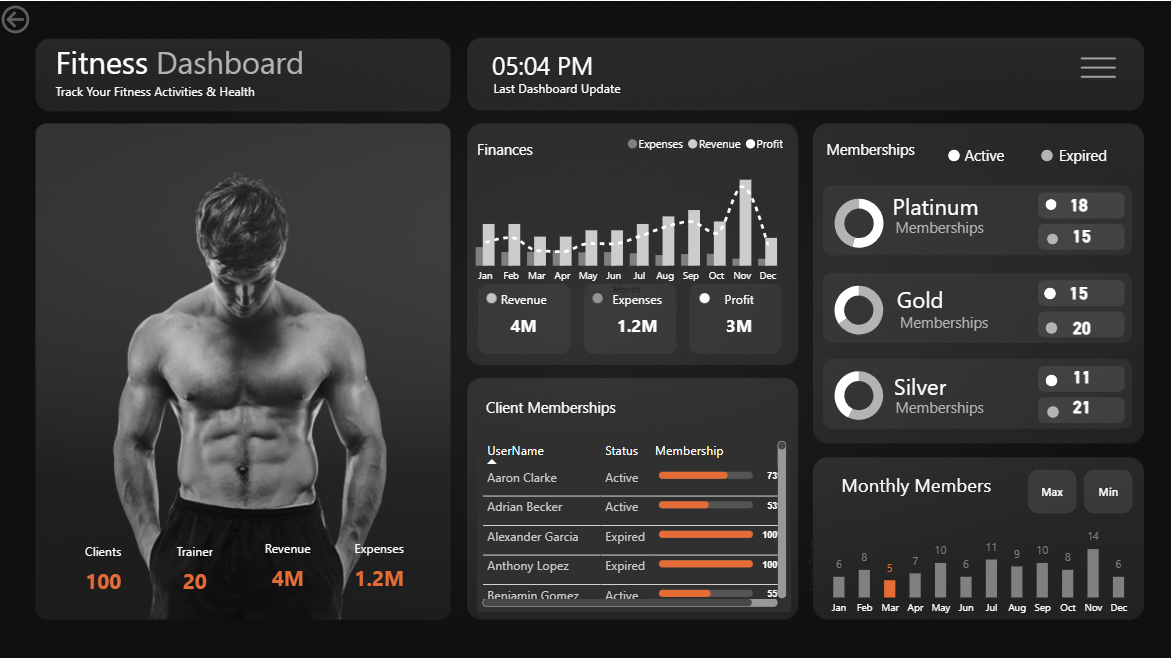 Fitness Dashboard
Track Your Fitness Activities & Health
05:04 PM
Last Dashboard Update
Clients
Trainer
Revenue
Expenses
100
20
4M
1.2M
Finances
Expenses Revenue Profit
Jan Feb Mar Apr May Jun Jul Aug Sep Oct Nov Dec
Month
Revenue
4M
Expenses
1.2M
Profit
3M
Client Memberships
UserName Status Membership
Aaron Clarke Active 73
Adrian Becker Active 53
Alexander Garcia Expired 100
Anthony Lopez Expired 100
Benjamin Gomez Active 55
Memberships
Active Expired
Platinum
Memberships
18
15
Gold
Memberships
15
20
Silver
Memberships
11
21
Monthly Members
Max Min
6 8 5 7 10 6 11 9 10 8 14 6
Jan Feb Mar Apr May Jun Jul Aug Sep Oct Nov Dec